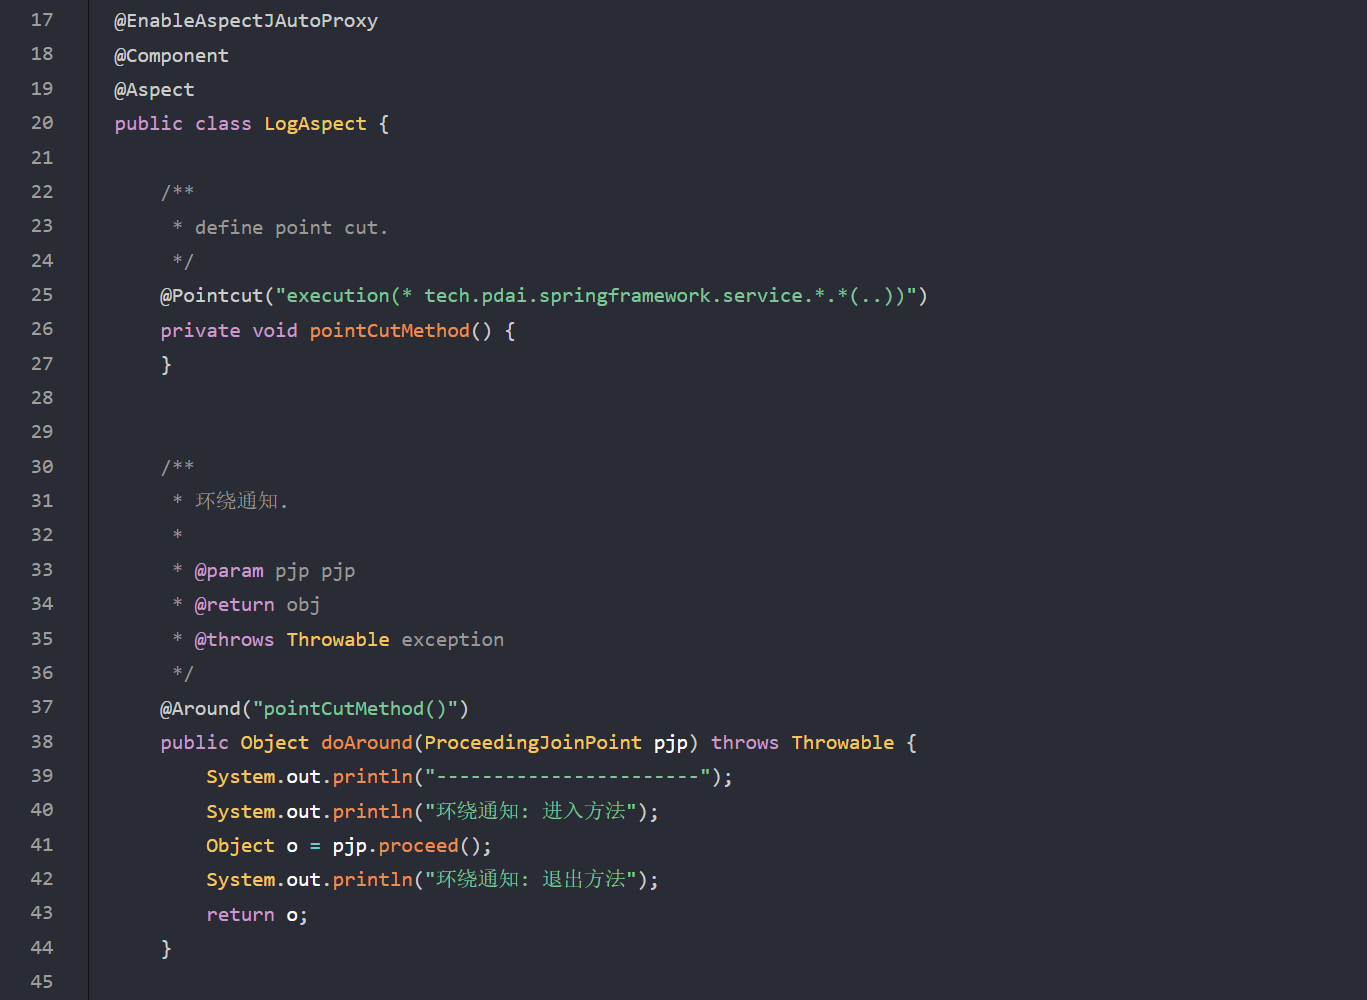 17 @EnableAspectJAutoProxy
18 @Component
19 @Aspect
20 public class LogAspect {
21
22 /**
23 * define point cut.
24 */
25 @Pointcut("execution(* tech.pdai.springframework.service.*.*(..))")
26 private void pointCutMethod() {
27 }
28
29
30 /**
31 * 环绕通知.
32 *
33 * @param pjp pjp
34 * @return obj
35 * @throws Throwable exception
36 */
37 @Around("pointCutMethod()")
38 public Object doAround(ProceedingJoinPoint pjp) throws Throwable {
39 System.out.println("-----------------------");
40 System.out.println("环绕通知: 进入方法");
41 Object o = pjp.proceed();
42 System.out.println("环绕通知: 退出方法");
43 return o;
44 }
45